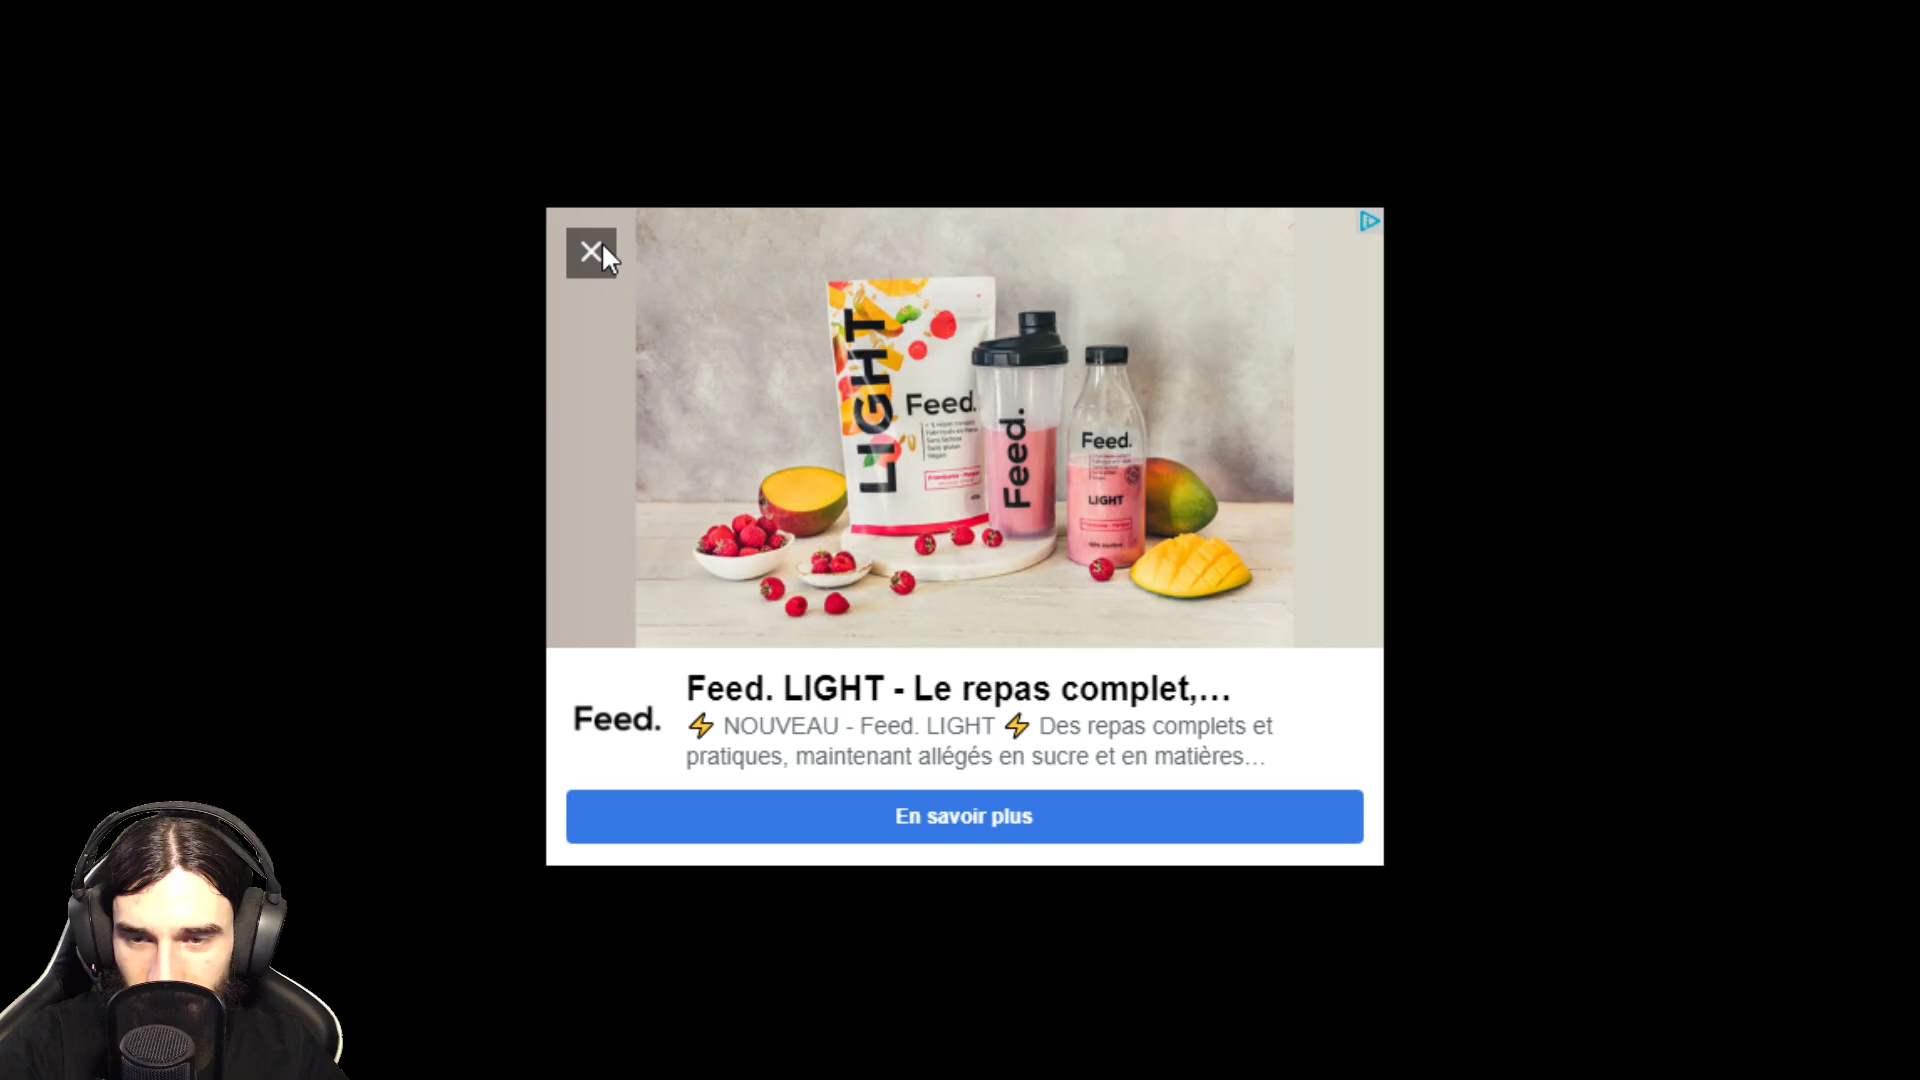 LIGHT
Feed.
Feed.
Feed.
LIGHT
Feed. LIGHT - Le repas complet,...
Feed.
⚡ NOUVEAU - Feed. LIGHT ⚡ Des repas complets et
pratiques, maintenant allégés en sucre et en matières...
En savoir plus